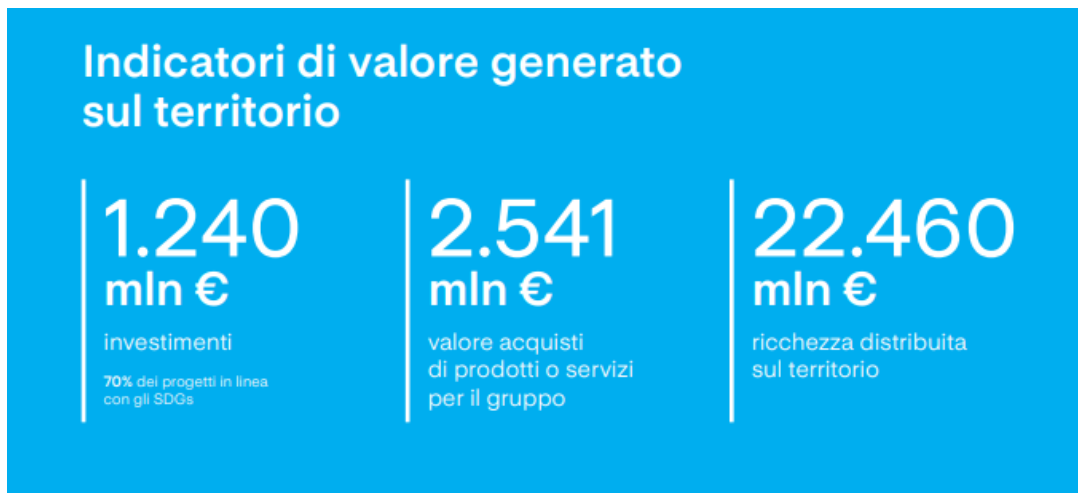 Indicatori di valore generato
sul territorio
1.240
mln €
investimenti
70% dei progetti in linea
con gli SDGs
2.541
mln €
valore acquisti
di prodotti o servizi
per il gruppo
22.460
mln €
ricchezza distribuita
sul territorio